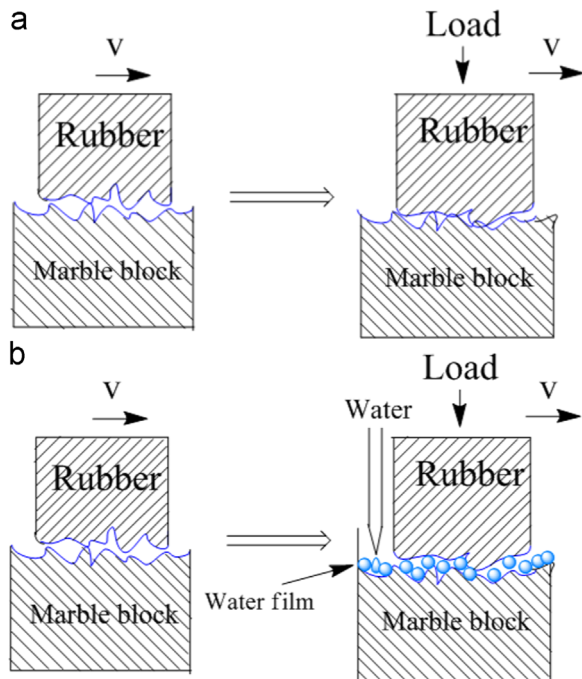 a
V
Rubber
Marble block
Load
V
Rubber
Marble block
b
V
Rubber
Marble block
Load
V
Water
Rubber
Water film
Marble block